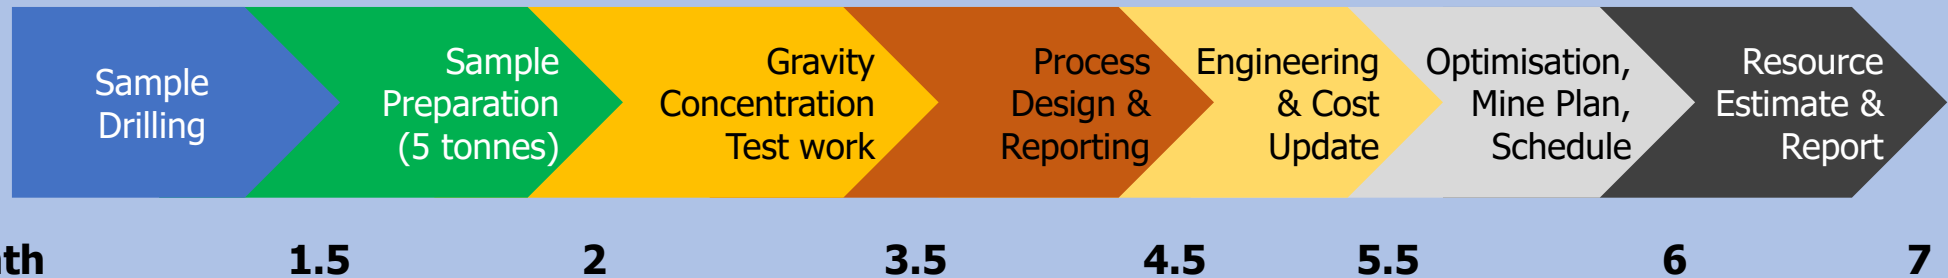 Sample
Drilling
Sample
Preparation
(5 tonnes)
Gravity
Concentration
Test work
Process
Design &
Reporting
Engineering
& Cost
Update
Optimisation,
Mine Plan,
Schedule
Resource
Estimate &
Report
1.5 2 3.5 4.5 5.5 6 7